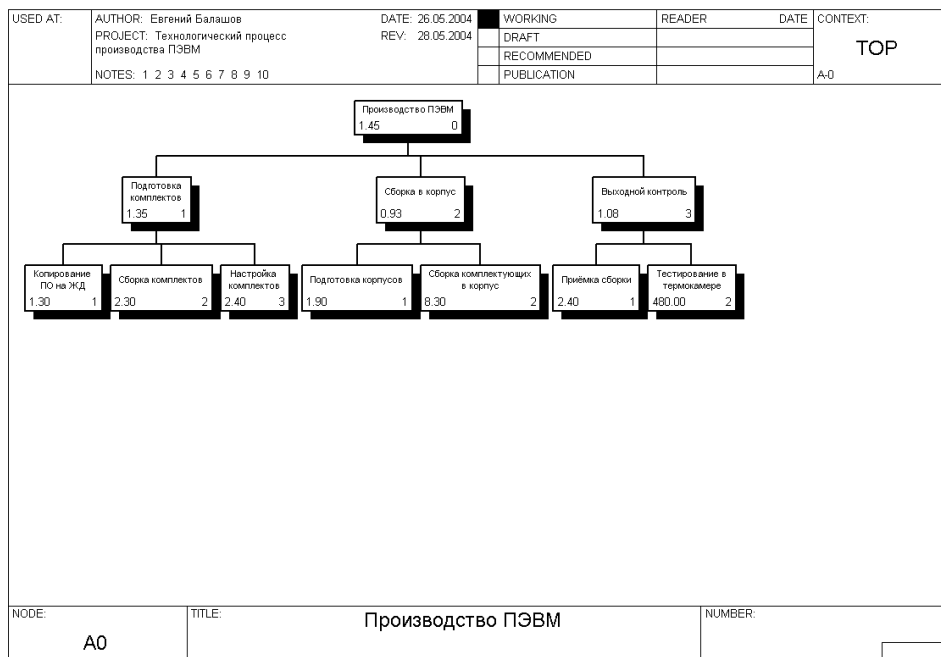 USED AT:
AUTHOR: Евгений Балашов
DATE: 26.05.2004
WORKING
READER
DATE
CONTEXT:
PROJECT: Технологический процесс
производства ПЭВМ
REV: 28.05.2004
DRAFT
RECOMMENDED
TOP
NOTES: 1 2 3 4 5 6 7 8 9 10
PUBLICATION
A-0
Производство ПЭВМ
1.45 0
Подготовка
комплектов
1.35 1
Сборка в корпус
0.93 2
Выходной контроль
1.08 3
Копирование
ПО на ЖД
1.30 1
Сборка комплектов
2.30 2
Настройка
комплектов
2.40 3
Подготовка корпусов
1.90 1
Сборка комплектующих
в корпус
8.30 2
Приёмка сборки
2.40 1
Тестирование в
термокамере
480.00 2
NODE:
A0
TITLE:
Производство ПЭВМ
NUMBER: